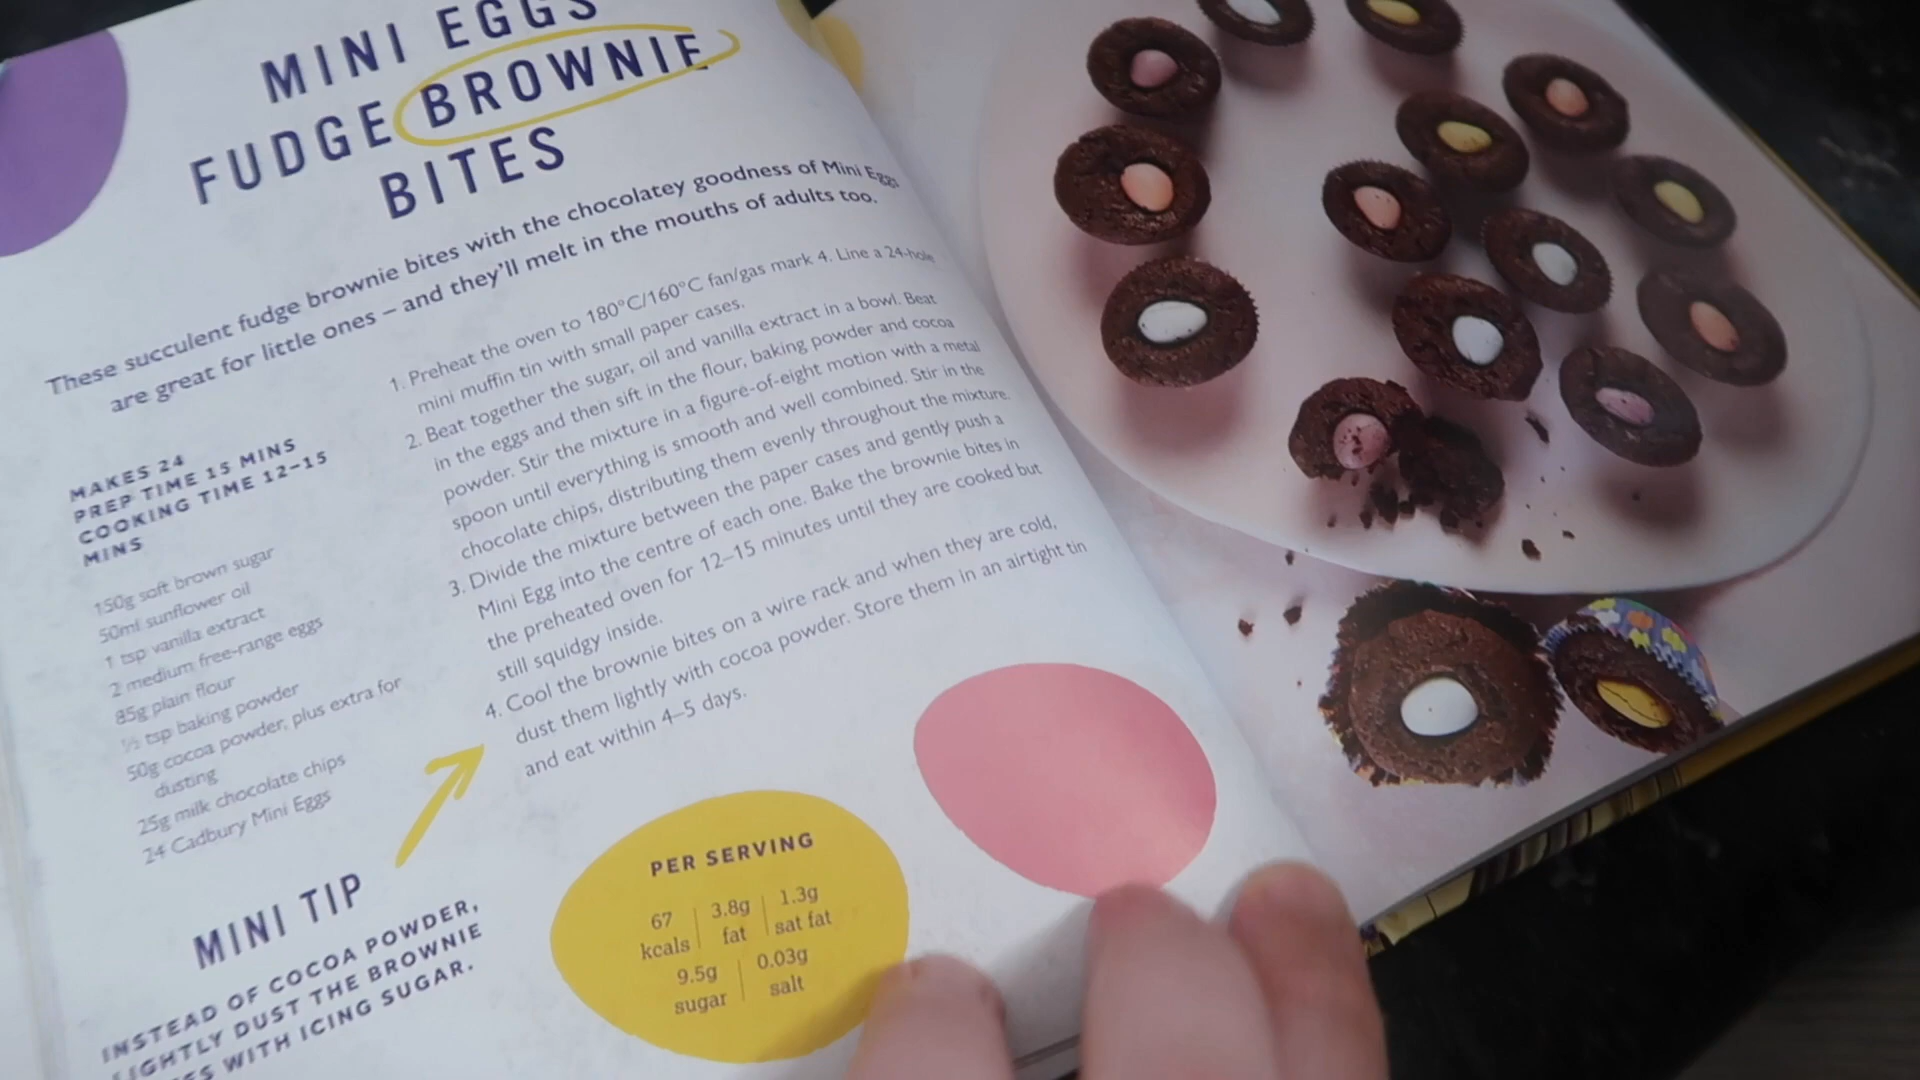 MINI EGGS
FUDGE BROWNIE
BITES
These succulent fudge brownie bites with the chocolatey goodness of Mini Eggs
are great for little ones – and they'll melt in the mouths of adults too.
MAKES 24
PREP TIME 15 MINS
COOKING TIME 12–15
MINS
150g soft brown sugar
50ml sunflower oil
1 tsp vanilla extract
2 medium free-range eggs
85g plain flour
½ tsp baking powder
50g cocoa powder, plus extra for
dusting
25g milk chocolate chips
24 Cadbury Mini Eggs
1. Preheat the oven to 180°C/160°C fan/gas mark 4. Line a 24-hole
mini muffin tin with small paper cases.
2. Beat together the sugar, oil and vanilla extract in a bowl. Beat
in the eggs and then sift in the flour, baking powder and cocoa
powder. Stir the mixture in a figure-of-eight motion with a metal
spoon until everything is smooth and well combined. Stir in the
chocolate chips, distributing them evenly throughout the mixture.
3. Divide the mixture between the paper cases and gently push a
Mini Egg into the centre of each one. Bake the brownie bites in
the preheated oven for 12–15 minutes until they are cooked but
still squidgy inside.
4. Cool the brownie bites on a wire rack and when they are cold,
dust them lightly with cocoa powder. Store them in an airtight tin
and eat within 4–5 days.
MINI TIP
INSTEAD OF COCOA POWDER,
LIGHTLY DUST THE BROWNIE
WITH ICING SUGAR.
PER SERVING
67 kcals
3.8g fat
1.3g sat fat
9.5g sugar
0.03g salt